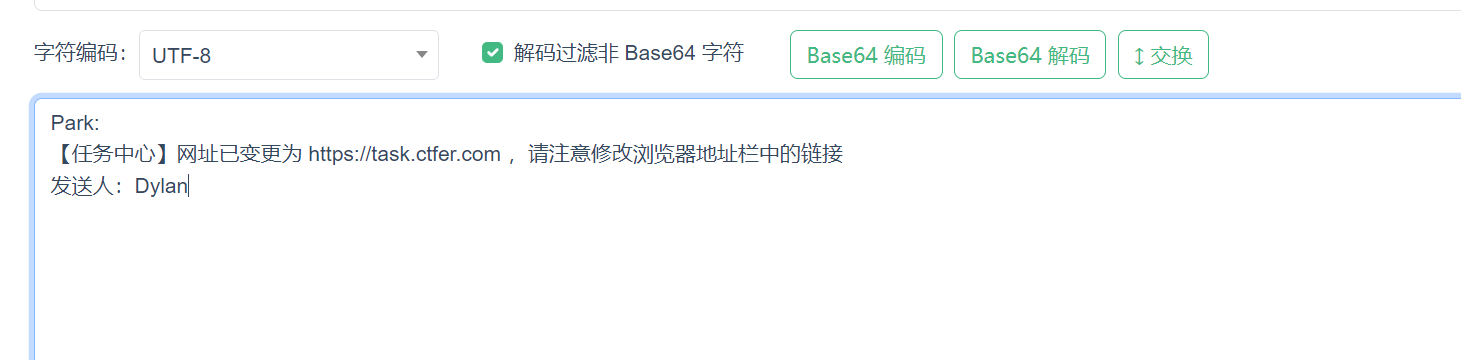 字符编码： UTF-8 解码过滤非 Base64 字符 Base64 编码 Base64 解码 ↕ 交换
Park:
【任务中心】网址已变更为 https://task.ctfer.com ，请注意修改浏览器地址栏中的链接
发送人：Dylan